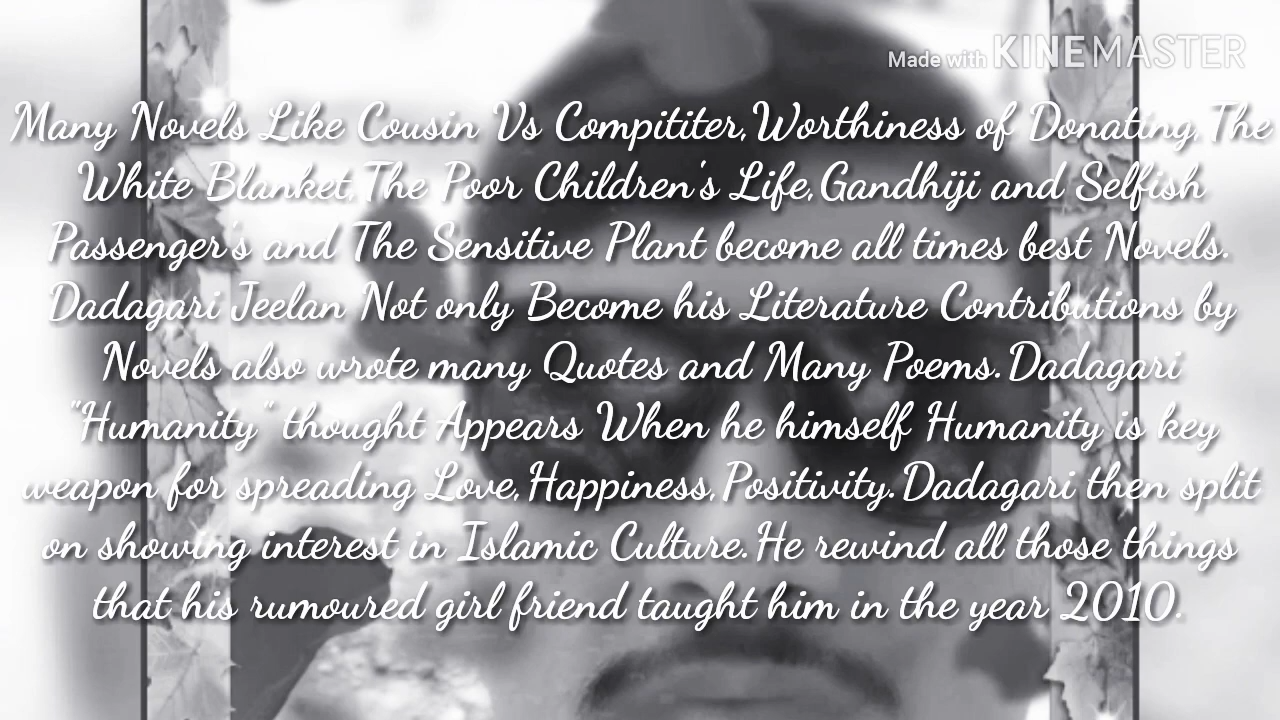 Made with KINEMASTER
Many Novels Like Cousin Vs Compititer,Worthiness of Donating,The
White Blanket,The Poor Children's Life,Gandhiji and Selfish
Passenger's and The Sensitive Plant become all times best Novels.
Dadagari Jeelan Not only Become his Literature Contributions by
Novels also wrote many Quotes and Many Poems.Dadagari
"Humanity" thought Appears When he himself Humanity is key
weapon for spreading Love,Happiness,Positivity.Dadagari then split
on showing interest in Islamic Culture.He rewind all those things
that his rumoured girl friend taught him in the year 2010.